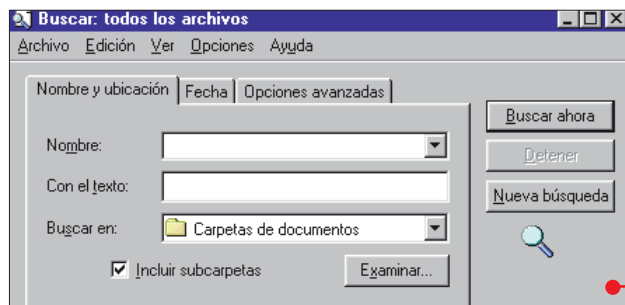 Buscar: todos los archivos
Archivo Edición Ver Opciones Ayuda
Nombre y ubicación Fecha Opciones avanzadas
Buscar ahora
Nombre:
Detener
Con el texto:
Nueva búsqueda
Buscar en: Carpetas de documentos
Incluir subcarpetas Examinar...